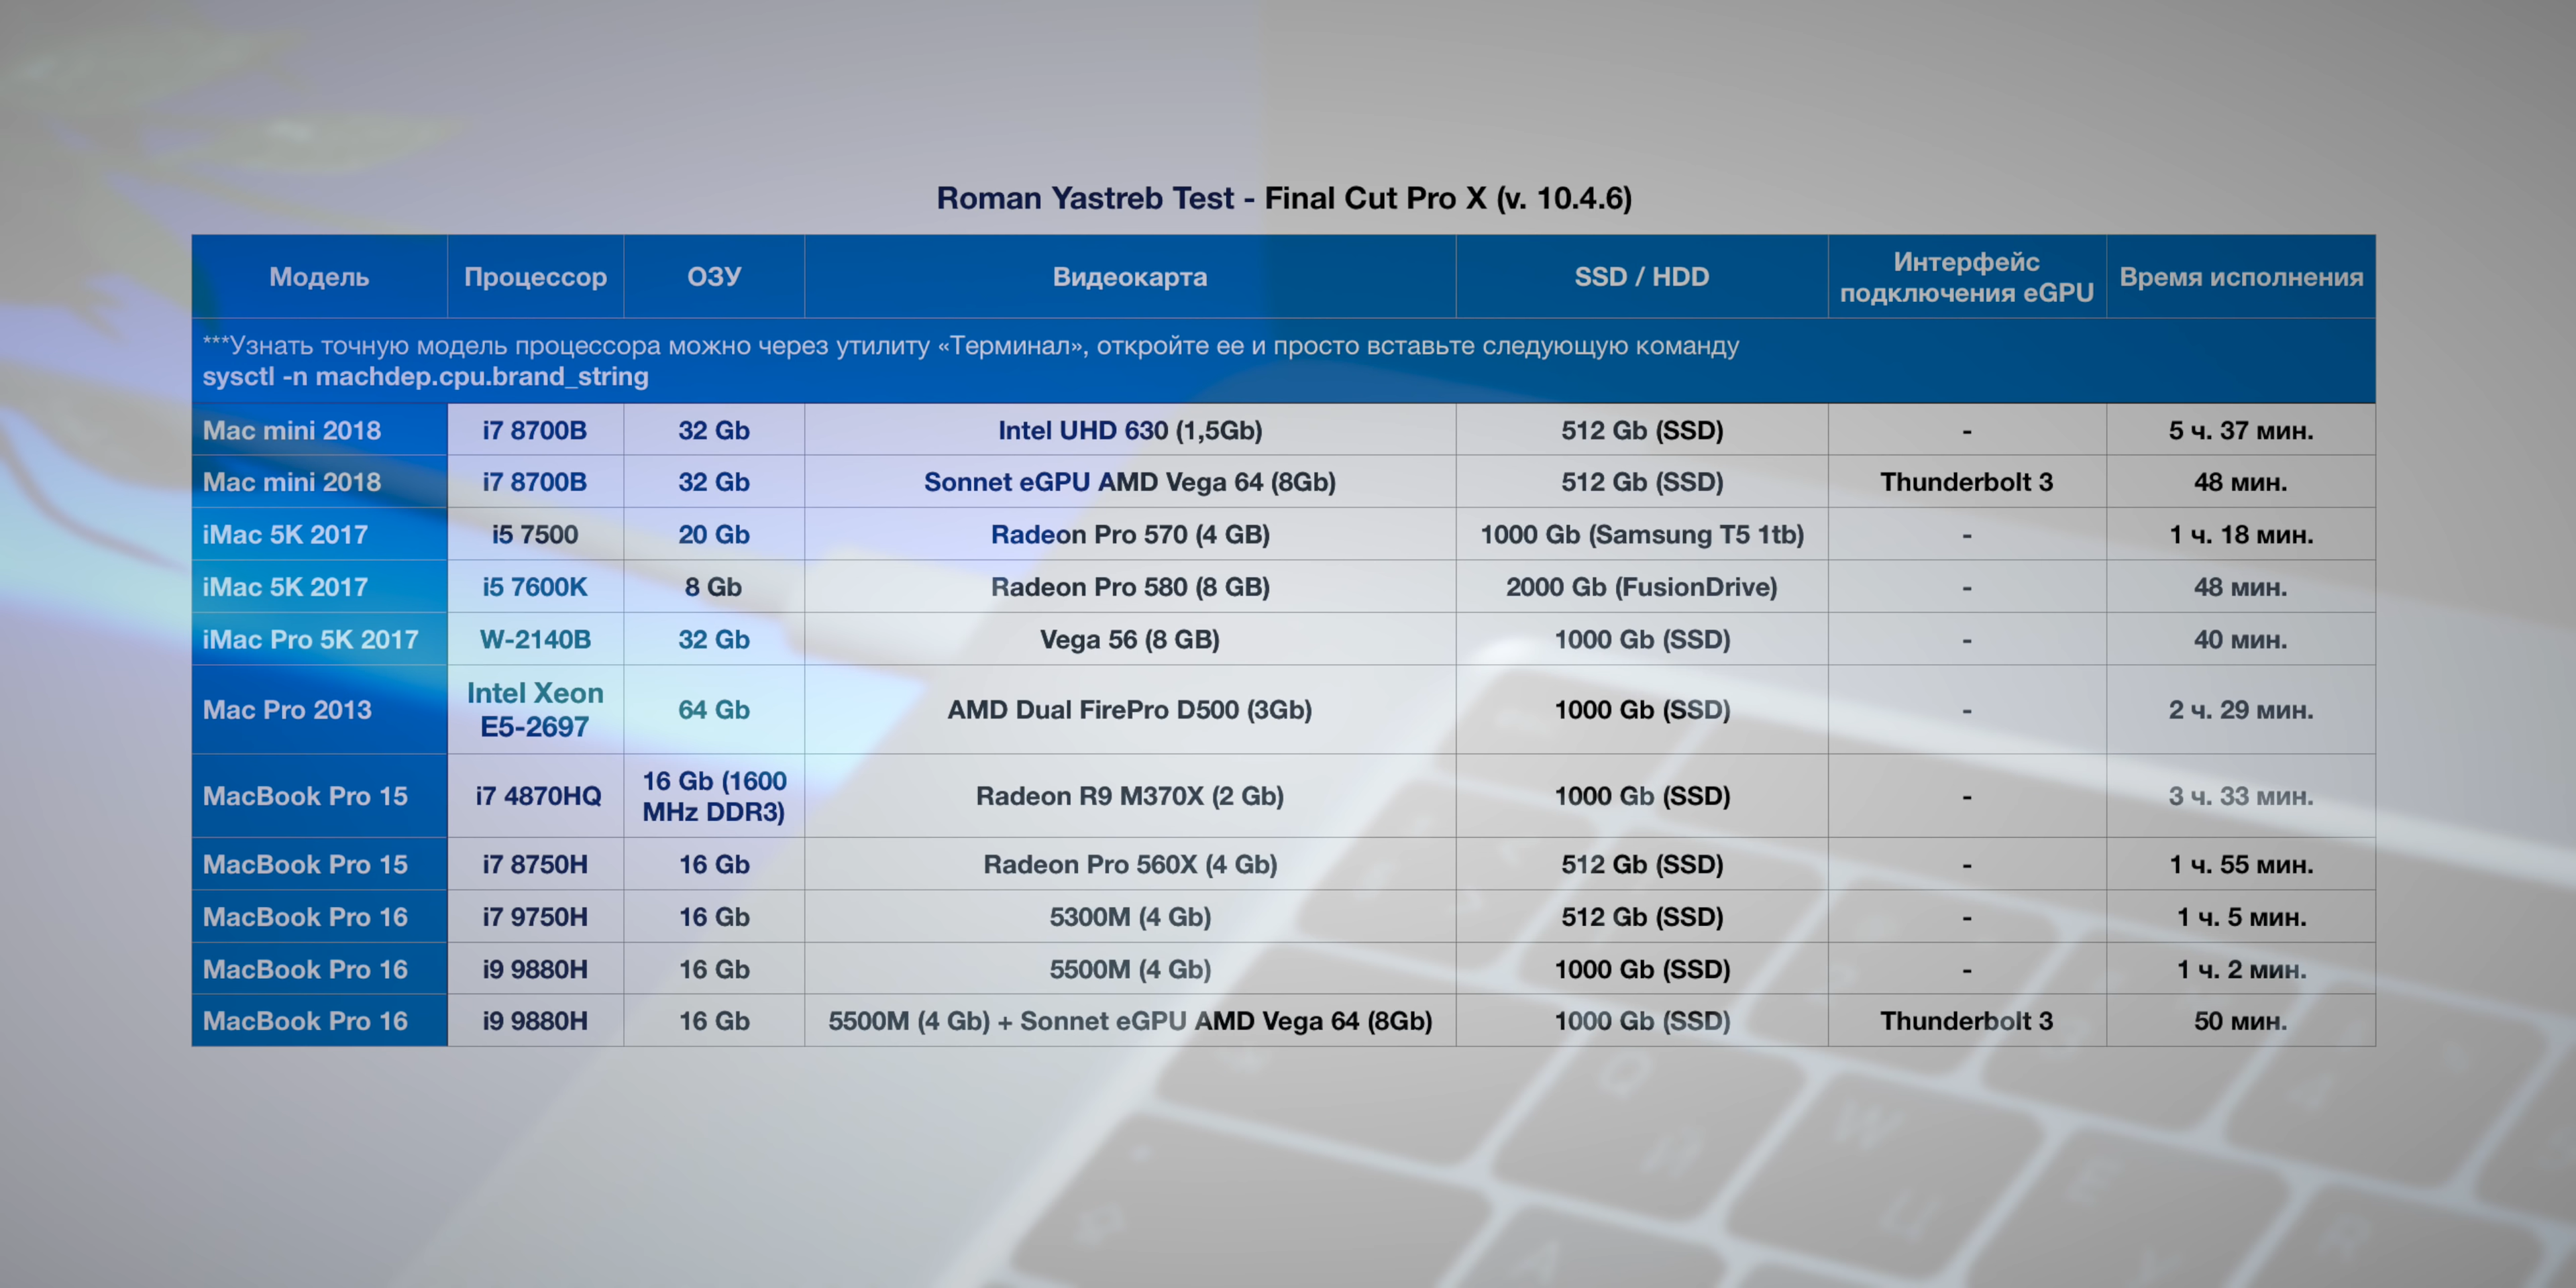 Roman Yastreb Test - Final Cut Pro X (v. 10.4.6)
Модель Процессор ОЗУ Видеокарта SSD / HDD Интерфейс подключения eGPU Время исполнения
***Узнать точную модель процессора можно через утилиту «Терминал», откройте ее и просто вставьте следующую команду
sysctl -n machdep.cpu.brand_string
Mac mini 2018 i7 8700B 32 Gb Intel UHD 630 (1,5Gb) 512 Gb (SSD) - 5 ч. 37 мин.
Mac mini 2018 i7 8700B 32 Gb Sonnet eGPU AMD Vega 64 (8Gb) 512 Gb (SSD) Thunderbolt 3 48 мин.
iMac 5K 2017 i5 7500 20 Gb Radeon Pro 570 (4 GB) 1000 Gb (Samsung T5 1tb) - 1 ч. 18 мин.
iMac 5K 2017 i5 7600K 8 Gb Radeon Pro 580 (8 GB) 2000 Gb (FusionDrive) - 48 мин.
iMac Pro 5K 2017 W-2140B 32 Gb Vega 56 (8 GB) 1000 Gb (SSD) - 40 мин.
Mac Pro 2013 Intel Xeon E5-2697 64 Gb AMD Dual FirePro D500 (3Gb) 1000 Gb (SSD) - 2 ч. 29 мин.
MacBook Pro 15 i7 4870HQ 16 Gb (1600 MHz DDR3) Radeon R9 M370X (2 Gb) 1000 Gb (SSD) - 3 ч. 33 мин.
MacBook Pro 15 i7 8750H 16 Gb Radeon Pro 560X (4 Gb) 512 Gb (SSD) - 1 ч. 55 мин.
MacBook Pro 16 i7 9750H 16 Gb 5300M (4 Gb) 512 Gb (SSD) - 1 ч. 5 мин.
MacBook Pro 16 i9 9880H 16 Gb 5500M (4 Gb) 1000 Gb (SSD) - 1 ч. 2 мин.
MacBook Pro 16 i9 9880H 16 Gb 5500M (4 Gb) + Sonnet eGPU AMD Vega 64 (8Gb) 1000 Gb (SSD) Thunderbolt 3 50 мин.